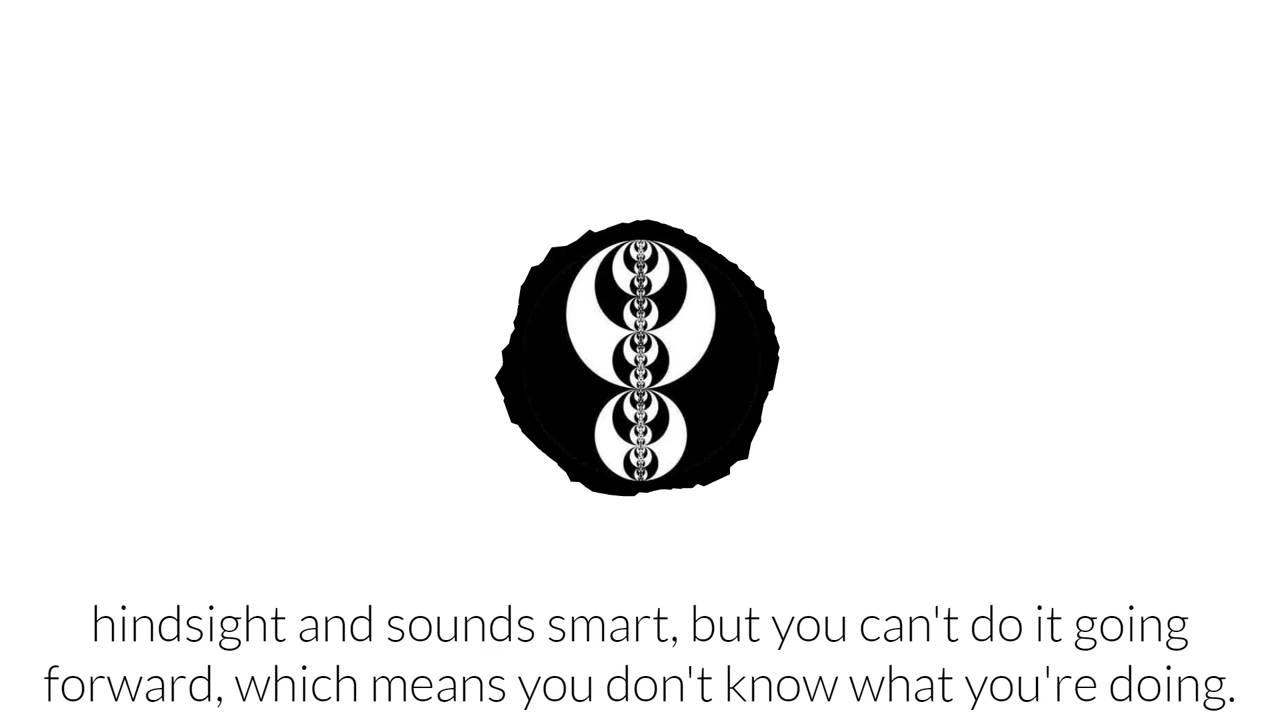 hindsight and sounds smart, but you can't do it going
forward, which means you don't know what you're doing.